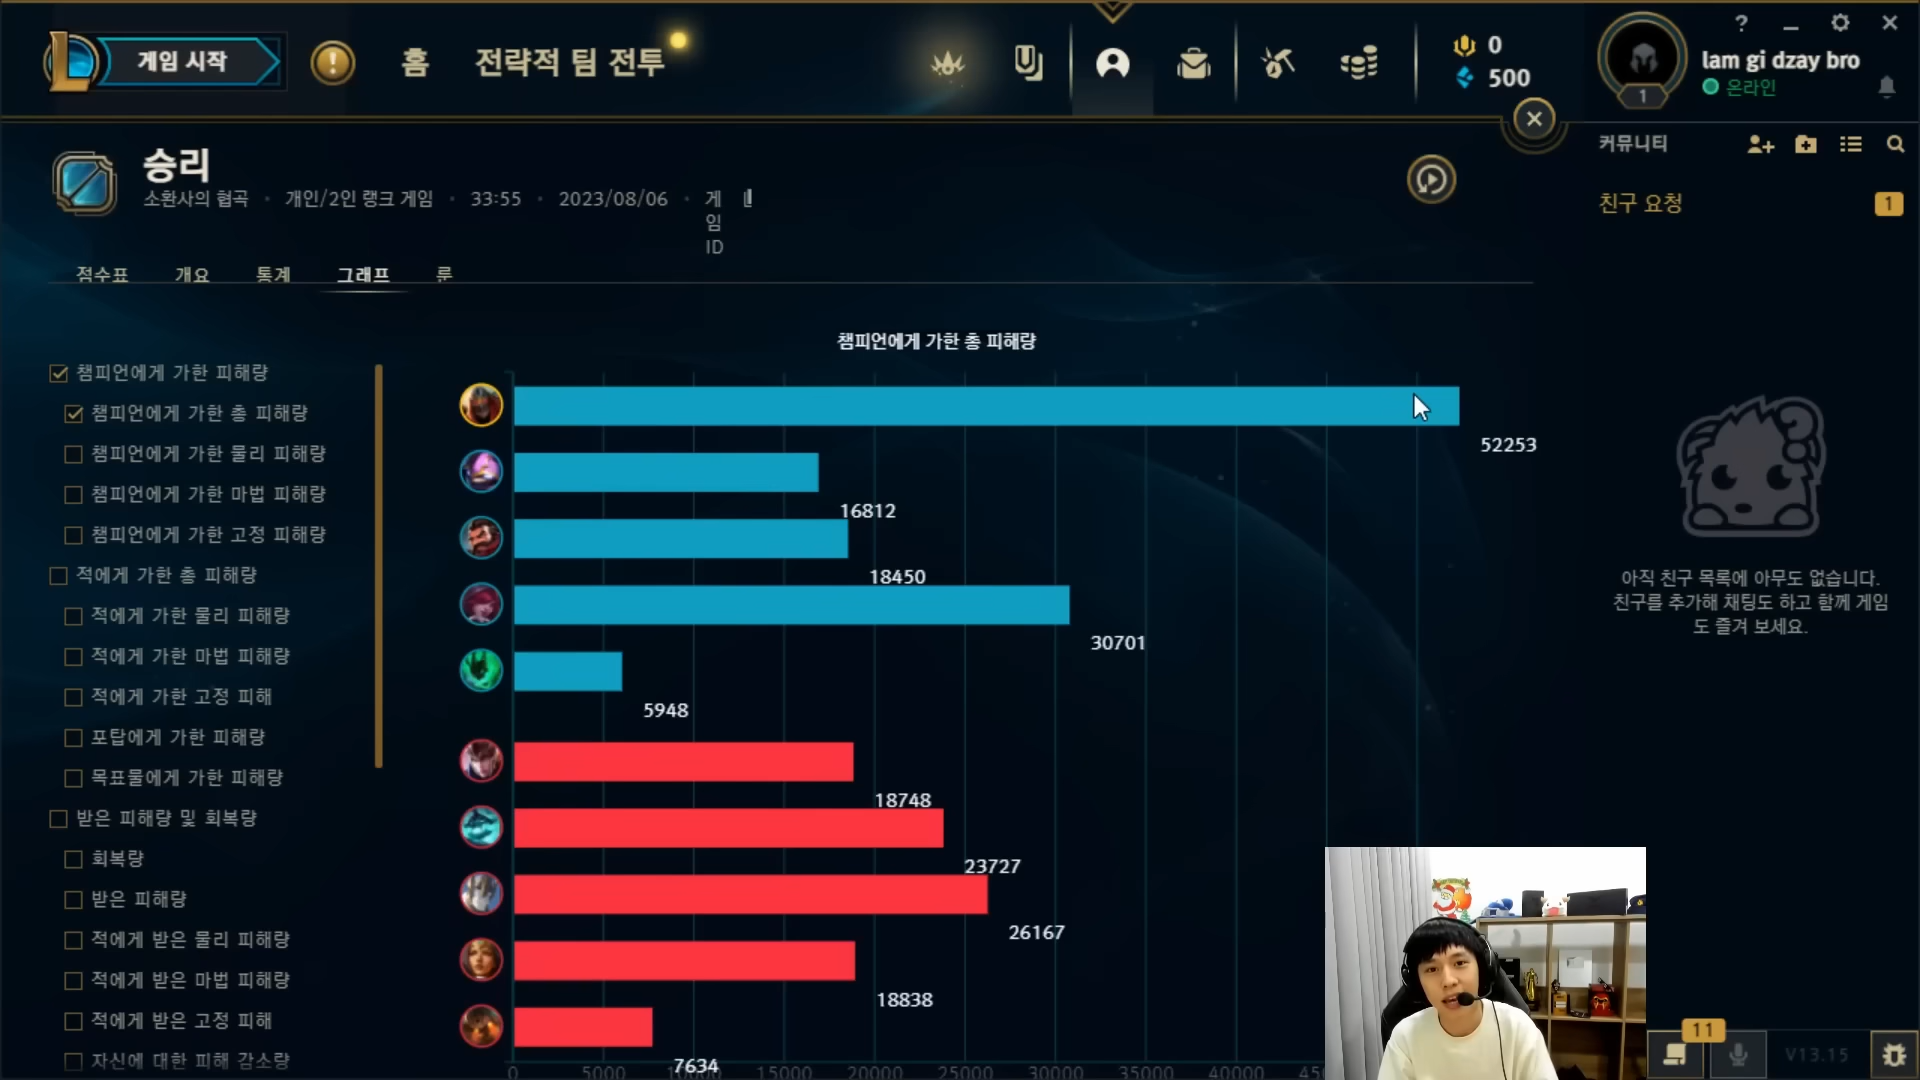 게임 시작
홈
전략적 팀 전투
0
500
lam gi dzay bro
1
온라인
승리
소환사의 협곡 · 개인/2인 랭크 게임 · 33:55 · 2023/08/06 · 게임 ID
커뮤니티
친구 요청
1
점수표
개요
통계
그래프
룬
챔피언에게 가한 총 피해량
챔피언에게 가한 피해량
챔피언에게 가한 총 피해량
챔피언에게 가한 물리 피해량
챔피언에게 가한 마법 피해량
챔피언에게 가한 고정 피해량
적에게 가한 총 피해량
적에게 가한 물리 피해량
적에게 가한 마법 피해량
적에게 가한 고정 피해
포탑에게 가한 피해량
목표물에게 가한 피해량
받은 피해량 및 회복량
회복량
받은 피해량
적에게 받은 물리 피해량
적에게 받은 마법 피해량
적에게 받은 고정 피해
자신에 대한 피해 감소량
52253
16812
18450
30701
5948
18748
23727
26167
18838
7634
0
5000
10000
15000
20000
25000
30000
35000
40000
아직 친구 목록에 아무도 없습니다.
친구를 추가해 채팅도 하고 함께 게임
도 즐겨 보세요.
11
V13.15